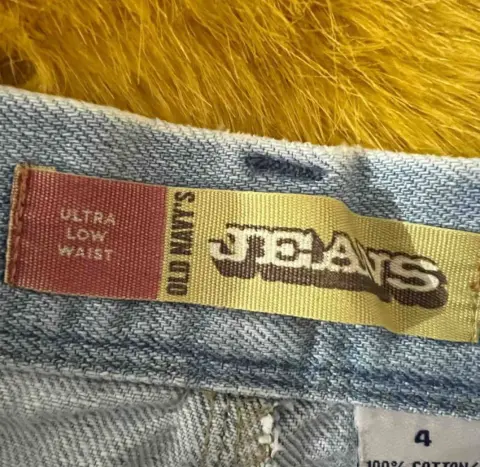 ULTRA
LOW
WAIST
OLD NAVY'S
JEANS
4
100% COTTON